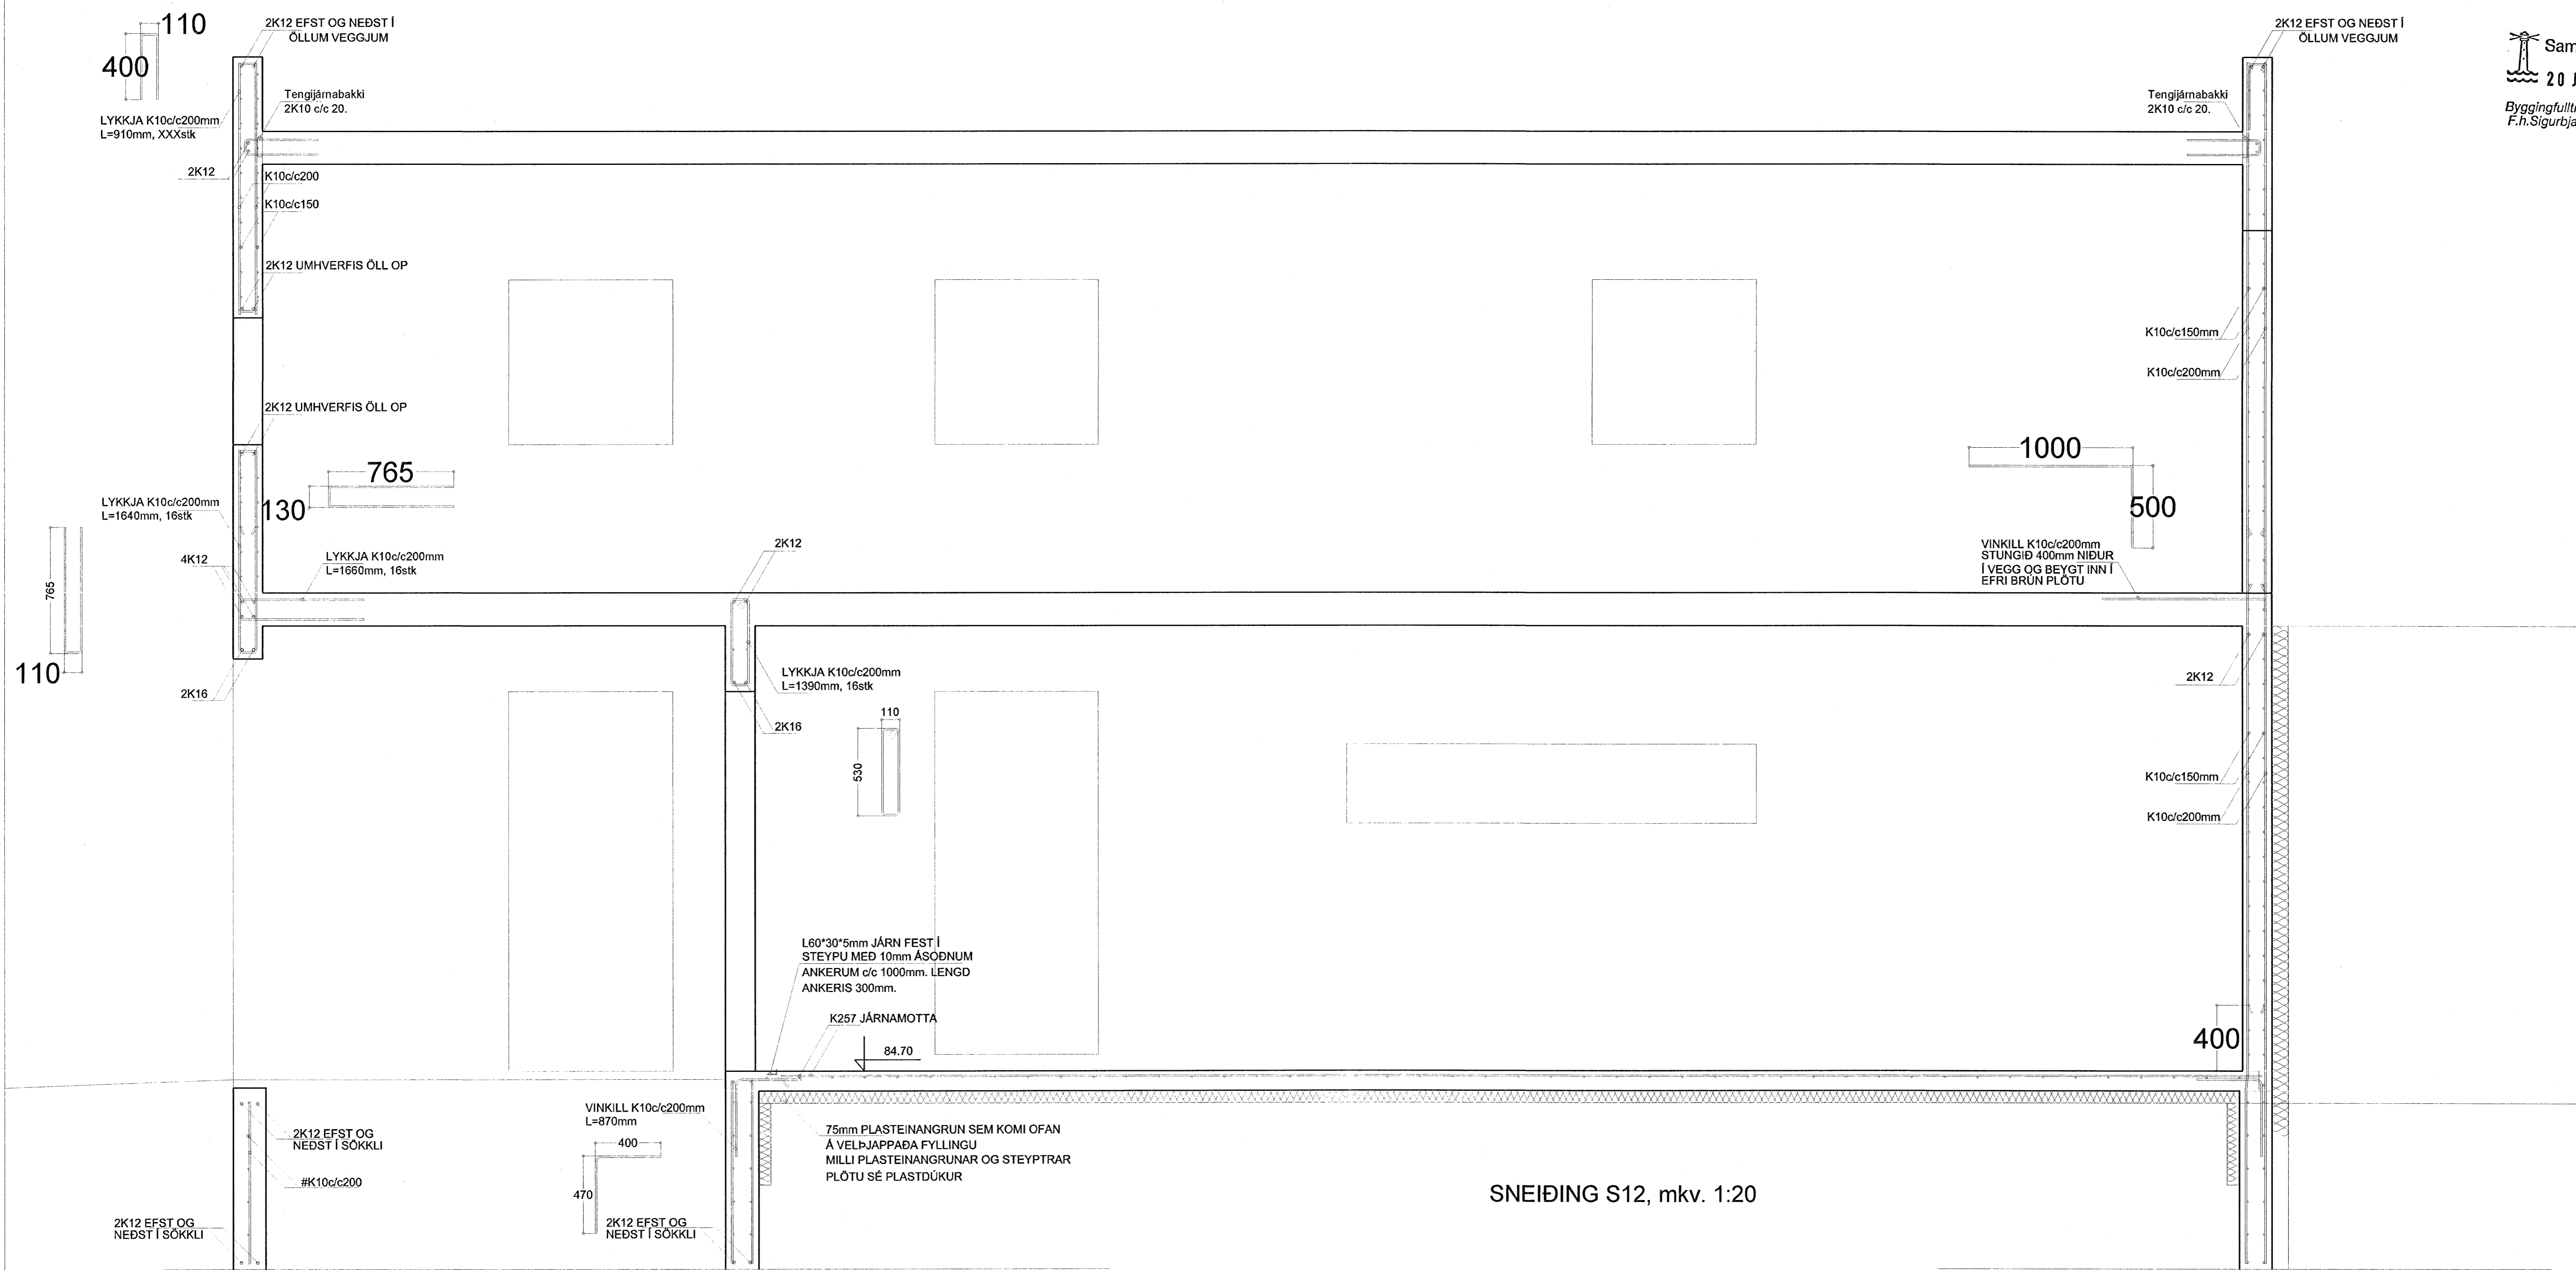 110
400
2K12 EFST OG NEÐST Í
ÖLLUM VEGGJUM
Tengijárnabakki
2K10 c/c 20.
LYKKJA K10c/c200mm
L=910mm, XXXstk
2K12
K10c/c200
K10c/c150
2K12 UMHVERFIS ÖLL OP
2K12 UMHVERFIS ÖLL OP
765
130
LYKKJA K10c/c200mm
L=1640mm, 16stk
4K12
LYKKJA K10c/c200mm
L=1660mm, 16stk
765
110
2K16
2K12
LYKKJA K10c/c200mm
L=1390mm, 16stk
2K16
110
530
2K12 EFST OG NEÐST Í
ÖLLUM VEGGJUM
Tengijárnabakki
2K10 c/c 20.
Sam
20 J
Byggingfullt
F.h.Sigurbja
K10c/c150mm
K10c/c200mm
1000
500
VINKILL K10c/c200mm
STUNGIÐ 400mm NIÐUR
Í VEGG OG BEYGT INN Í
EFRI BRÚN PLÖTU
2K12
K10c/c150mm
K10c/c200mm
400
L60*30*5mm JÁRN FEST Í
STEYPU MEÐ 10mm ÁSOÐNUM
ANKERUM c/c 1000mm. LENGD
ANKERIS 300mm.
K257 JÁRNAMOTTA
84.70
2K12 EFST OG
NEÐST Í SÖKKLI
#K10c/c200
2K12 EFST OG
NEÐST Í SÖKKLI
VINKILL K10c/c200mm
L=870mm
400
470
2K12 EFST OG
NEÐST Í SÖKKLI
75mm PLASTEINANGRUN SEM KOMI OFAN
Á VELÞJAPPAÐA FYLLINGU
MILLI PLASTEINANGRUNAR OG STEYPTRAR
PLÖTU SÉ PLASTDÚKUR
SNEIÐING S12, mkv. 1:20